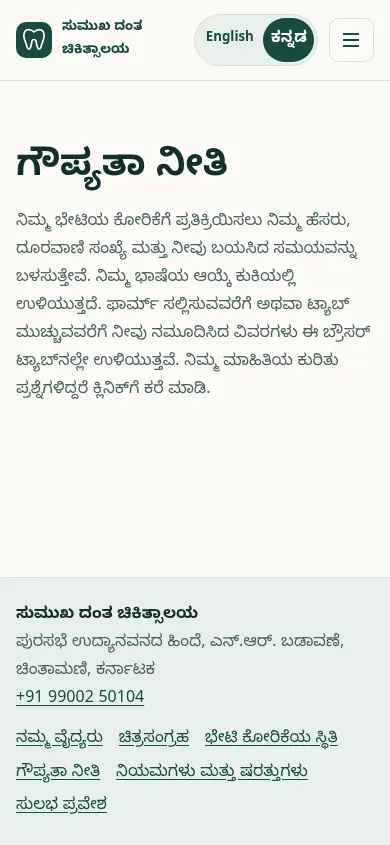 ಸುಮುಖ ದಂತ
ಚಿಕಿತ್ಸಾಲಯ
English ಕನ್ನಡ
ಗೌಪ್ಯತಾ ನೀತಿ
ನಿಮ್ಮ ಭೇಟಿಯ ಕೋರಿಕೆಗೆ ಪ್ರತಿಕ್ರಿಯಿಸಲು ನಿಮ್ಮ ಹೆಸರು,
ದೂರವಾಣಿ ಸಂಖ್ಯೆ ಮತ್ತು ನೀವು ಬಯಸಿದ ಸಮಯವನ್ನು
ಬಳಸುತ್ತೇವೆ. ನಿಮ್ಮ ಭಾಷೆಯ ಆಯ್ಕೆ ಕುಕಿಯಲ್ಲಿ
ಉಳಿಯುತ್ತದೆ. ಫಾರ್ಮ್ ಸಲ್ಲಿಸುವವರೆಗೆ ಅಥವಾ ಟ್ಯಾಬ್
ಮುಚ್ಚುವವರೆಗೆ ನೀವು ನಮೂದಿಸಿದ ವಿವರಗಳು ಈ ಬ್ರೌಸರ್
ಟ್ಯಾಬ್‌ನಲ್ಲೇ ಉಳಿಯುತ್ತವೆ. ನಿಮ್ಮ ಮಾಹಿತಿಯ ಕುರಿತು
ಪ್ರಶ್ನೆಗಳಿದ್ದರೆ ಕ್ಲಿನಿಕ್‌ಗೆ ಕರೆ ಮಾಡಿ.
ಸುಮುಖ ದಂತ ಚಿಕಿತ್ಸಾಲಯ
ಪುರಸಭೆ ಉದ್ಯಾನವನದ ಹಿಂದೆ, ಎನ್.ಆರ್. ಬಡಾವಣೆ,
ಚಿಂತಾಮಣಿ, ಕರ್ನಾಟಕ
+91 99002 50104
ನಮ್ಮ ವೈದ್ಯರು ಚಿತ್ರಸಂಗ್ರಹ ಭೇಟಿ ಕೋರಿಕೆಯ ಸ್ಥಿತಿ
ಗೌಪ್ಯತಾ ನೀತಿ ನಿಯಮಗಳು ಮತ್ತು ಷರತ್ತುಗಳು
ಸುಲಭ ಪ್ರವೇಶ